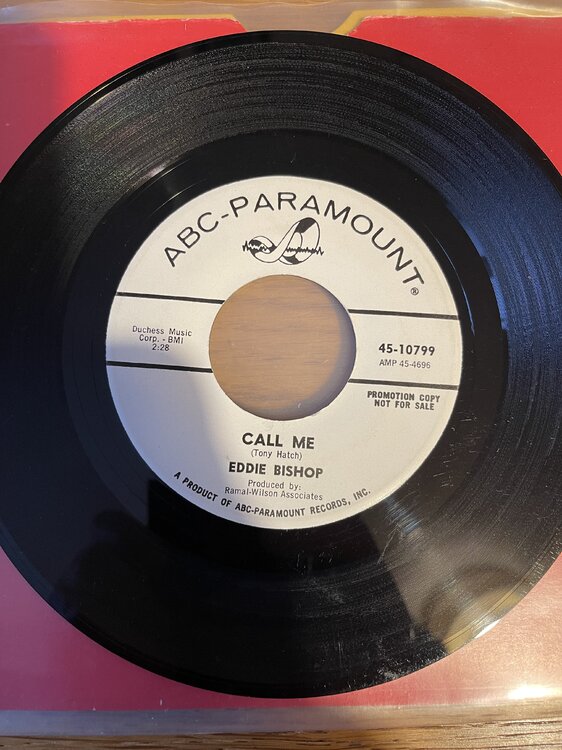 ABC-PARAMOUNT®
Duchess Music
Corp. - BMI
2:28
45-10799
AMP 45-4696
PROMOTION COPY
NOT FOR SALE
CALL ME
(Tony Hatch)
EDDIE BISHOP
Produced by:
Ramal-Wilson Associates
A PRODUCT OF ABC-PARAMOUNT RECORDS, INC.